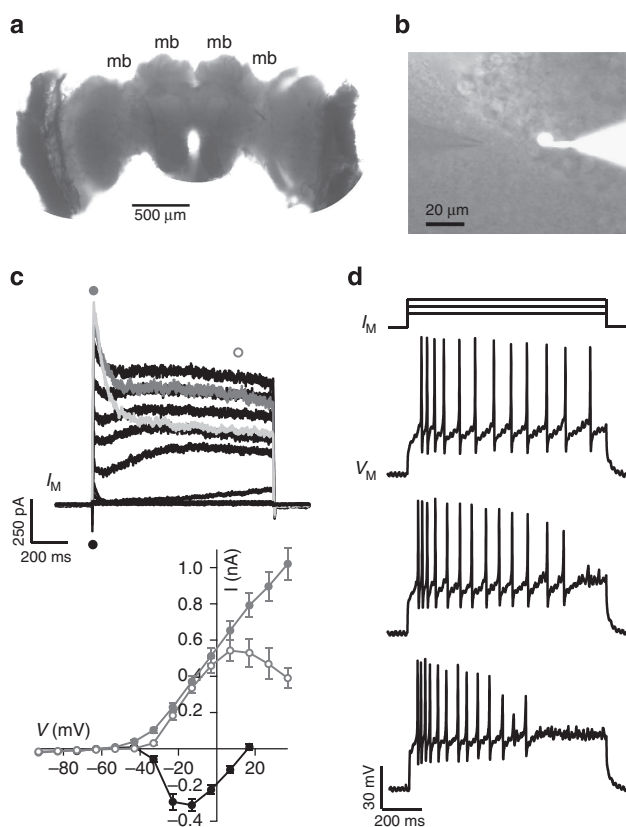 a
mb
mb
mb
mb
500 μm
b
20 μm
c
I_M
250 pA
200 ms
I (nA)
1.0
0.8
0.6
0.4
0.2
V (mV)
−80
−60
−40
−20
20
−0.2
−0.4
d
I_M
V_M
30 mV
200 ms